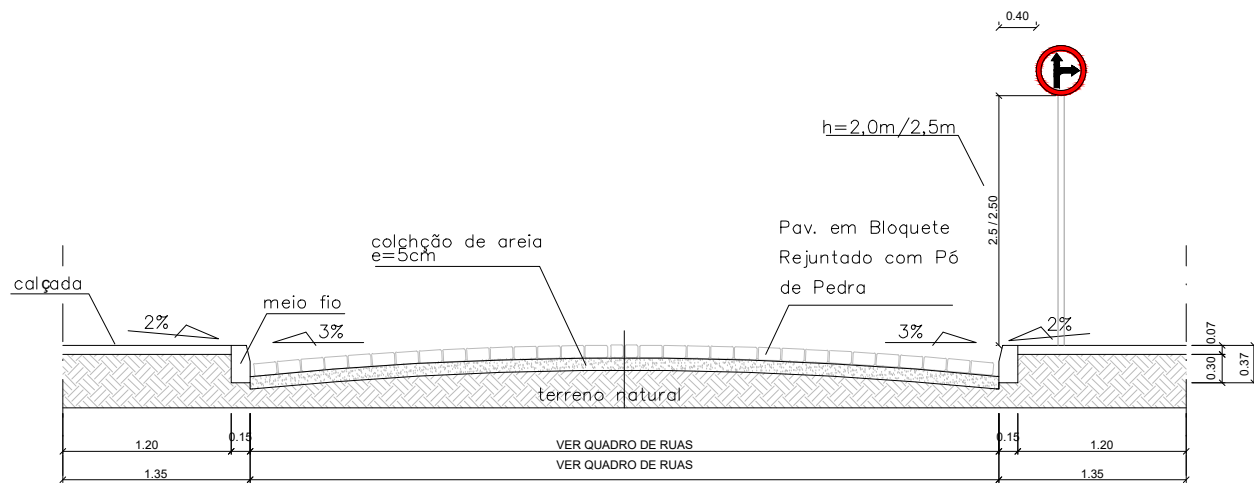 0.40
h=2,0m/2,5m
2.5 / 2.50
Pav. em Bloquete
Rejuntado com Pó
de Pedra
colchção de areia
e=5cm
calçada
meio fio
2%
3%
3%
2%
0.07
0.30
0.37
terreno natural
1.20
0.15
VER QUADRO DE RUAS
0.15
1.20
1.35
VER QUADRO DE RUAS
1.35